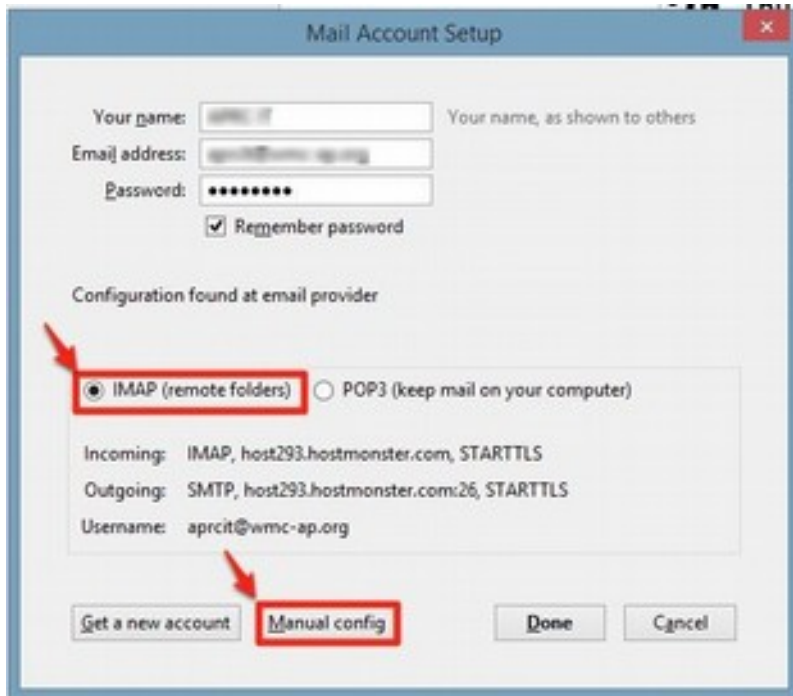 Mail Account Setup
Your name:
Your name, as shown to others
Email address:
Password:
Remember password
Configuration found at email provider
IMAP (remote folders) POP3 (keep mail on your computer)
Incoming: IMAP, host293.hostmonster.com, STARTTLS
Outgoing: SMTP, host293.hostmonster.com:26, STARTTLS
Username: aprcit@wmc-ap.org
Get a new account Manual config Done Cancel